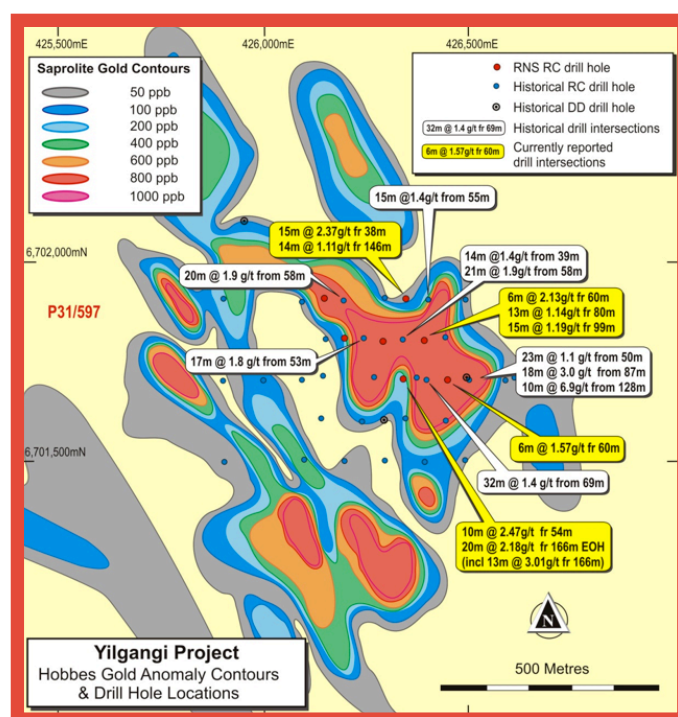 425,500mE
426,000mE
426,500mE
Saprolite Gold Contours
50 ppb
100 ppb
200 ppb
400 ppb
600 ppb
800 ppb
1000 ppb
RNS RC drill hole
Historical RC drill hole
Historical DD drill hole
32m @ 1.4 g/t fr 69m
Historical drill intersections
6m @ 1.57g/t fr 60m
Currently reported
drill intersections
15m @1.4g/t from 55m
15m @ 2.37g/t fr 38m
14m @ 1.11g/t fr 146m
6,702,000mN
14m @1.4g/t from 39m
21m @ 1.9g/t from 58m
20m @ 1.9 g/t from 58m
P31/597
6m @ 2.13g/t fr 60m
13m @ 1.14g/t fr 80m
15m @ 1.19g/t fr 99m
17m @ 1.8 g/t from 53m
23m @ 1.1 g/t from 50m
18m @ 3.0 g/t from 87m
10m @ 6.9g/t from 128m
6m @ 1.57g/t fr 60m
6,701,500mN
32m @ 1.4 g/t from 69m
10m @ 2.47g/t fr 54m
20m @ 2.18g/t fr 166m EOH
(incl 13m @ 3.01g/t fr 166m)
N
Yilgangi Project
Hobbes Gold Anomaly Contours
& Drill Hole Locations
500 Metres